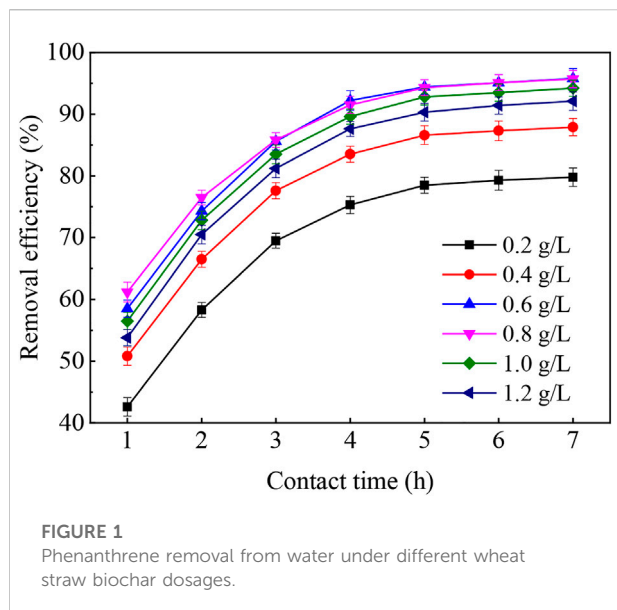 100
90
80
70
60
50
40
Removal efficiency (%)
0.2 g/L
0.4 g/L
0.6 g/L
0.8 g/L
1.0 g/L
1.2 g/L
1 2 3 4 5 6 7
Contact time (h)
FIGURE 1
Phenanthrene removal from water under different wheat
straw biochar dosages.